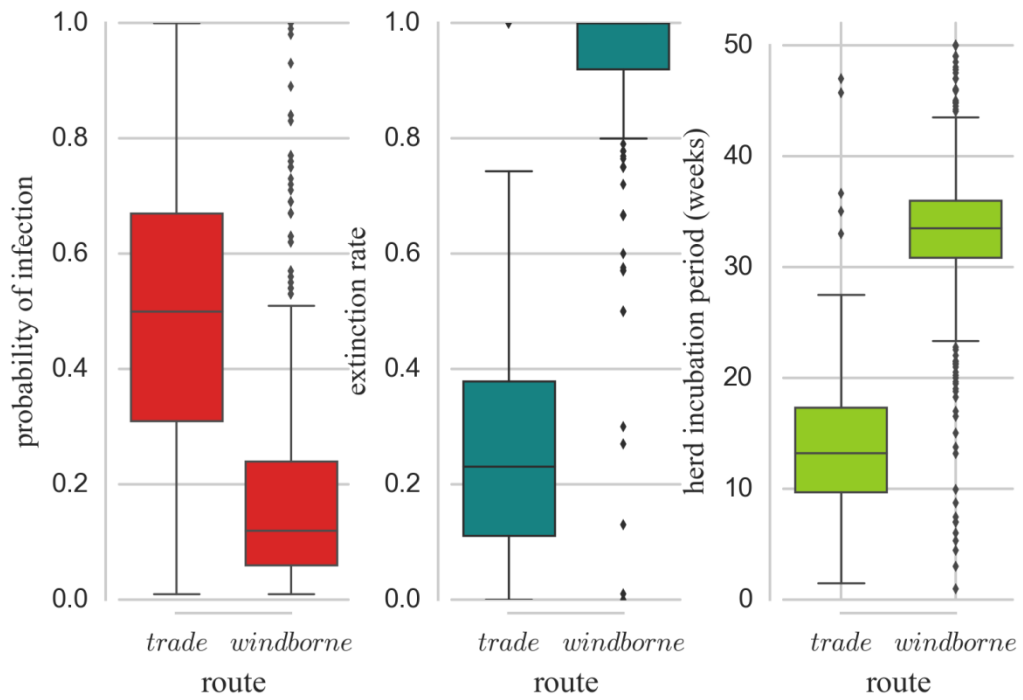 probability of infection
1.0
0.8
0.6
0.4
0.2
0.0
trade windborne
route
extinction rate
1.0
0.8
0.6
0.4
0.2
0.0
trade windborne
route
herd incubation period (weeks)
50
40
30
20
10
0
trade windborne
route